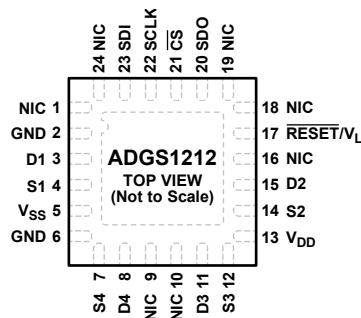 24 NIC
23 SDI
22 SCLK
21 CS
20 SDO
19 NIC
NIC 1
GND 2
D1 3
S1 4
VSS 5
GND 6
ADGS1212
TOP VIEW
(Not to Scale)
18 NIC
17 RESET/VL
16 NIC
15 D2
14 S2
13 VDD
S4 7
D4 8
NIC 9
NIC 10
D3 11
S3 12